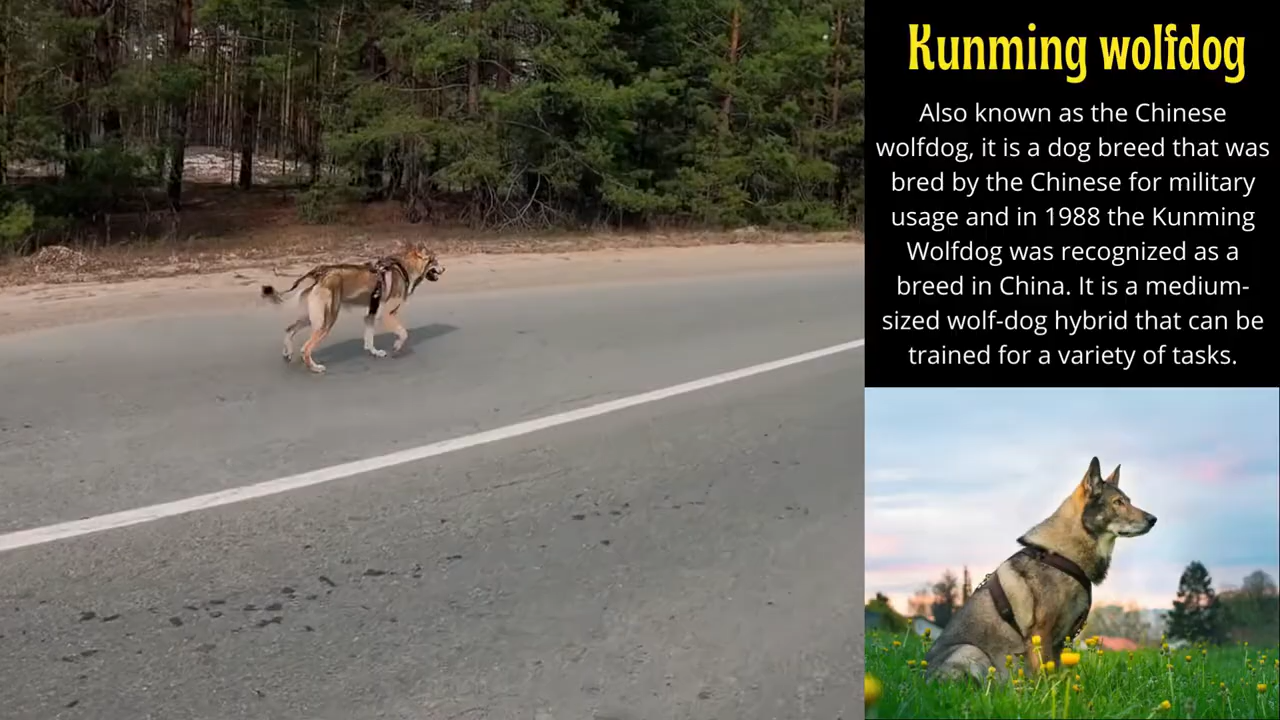 Kunming wolfdog
Also known as the Chinese
wolfdog, it is a dog breed that was
bred by the Chinese for military
usage and in 1988 the Kunming
Wolfdog was recognized as a
breed in China. It is a medium-
sized wolf-dog hybrid that can be
trained for a variety of tasks.